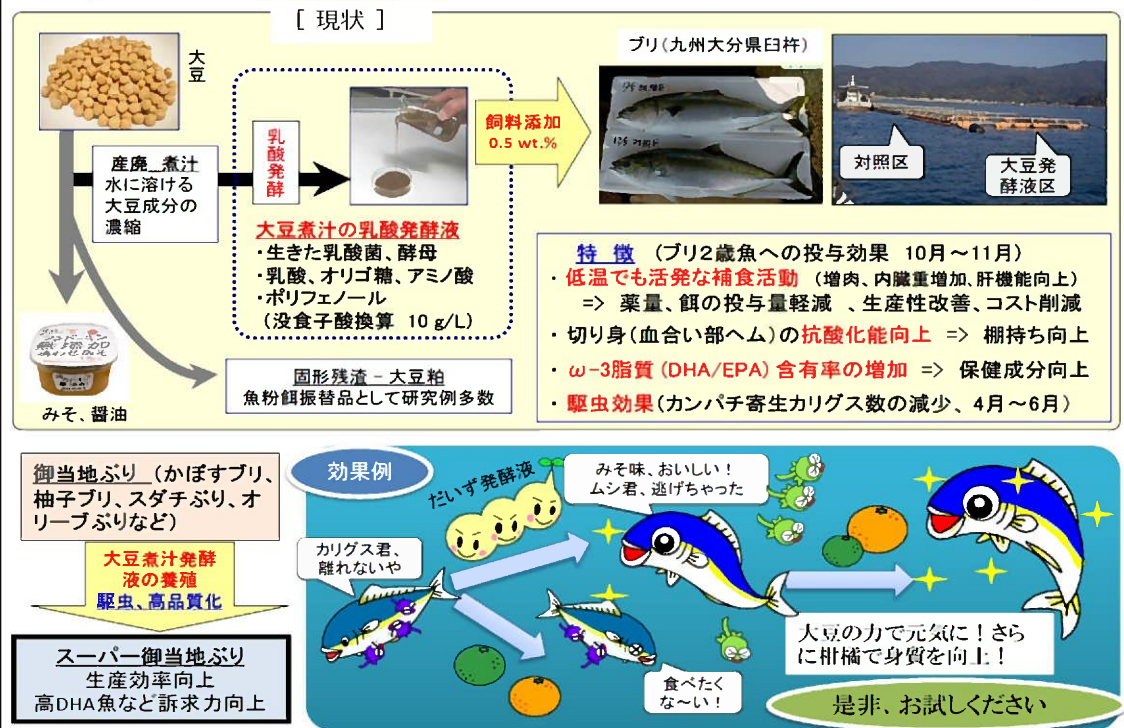 [ 現状 ]
大豆
産廃_煮汁
水に溶ける
大豆成分の
濃縮
乳酸発酵
飼料添加
0.5 wt.%
ブリ（九州大分県臼杵）
対照区
大豆発
酵液区
大豆煮汁の乳酸発酵液
・生きた乳酸菌、酵母
・乳酸、オリゴ糖、アミノ酸
・ポリフェノール
（没食子酸換算 10 g/L）
みそ、醤油
無添加
固形残渣－大豆粕
魚粉餌振替品として研究例多数
特 徴 （ブリ２歳魚への投与効果 10月～11月）
・低温でも活発な補食活動 （増肉、内臓重増加、肝機能向上）
=> 薬量、餌の投与量軽減 、生産性改善、コスト削減
・切り身（血合い部ヘム）の抗酸化能向上 => 棚持ち向上
・ω-3脂質（DHA/EPA）含有率の増加 => 保健成分向上
・駆虫効果（カンパチ寄生カリグス数の減少、4月～6月）
御当地ぶり （かぼすブリ、
柚子ブリ、スダチぶり、オ
リーブぶりなど）
大豆煮汁発酵
液の養殖
駆虫、高品質化
スーパー御当地ぶり
生産効率向上
高DHA魚など訴求力向上
効果例
だいず発酵液
カリグス君、
離れないや
みそ味、おいしい！
ムシ君、逃げちゃった
食べたく
な～い！
大豆の力で元気に！さら
に柑橘で身質を向上！
是非、お試しください